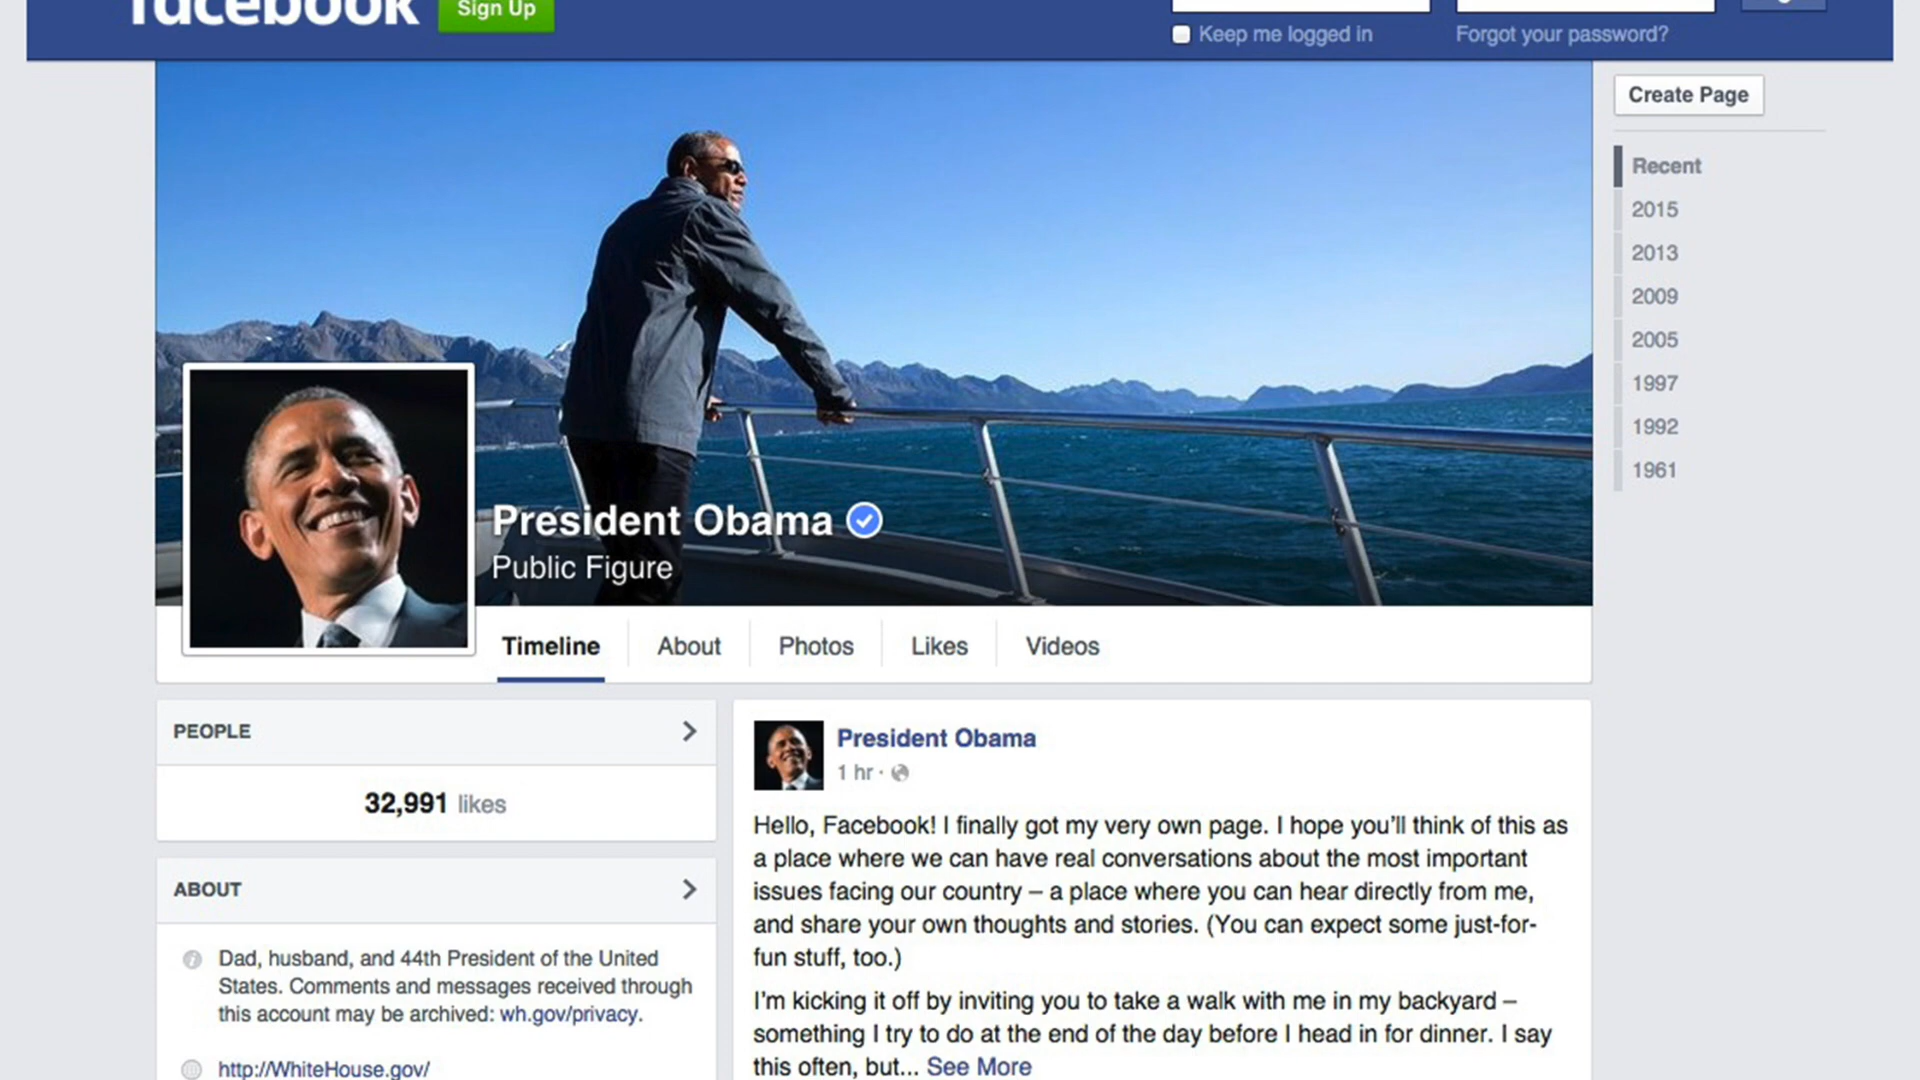 facebook
Sign Up
Keep me logged in
Forgot your password?
Create Page
Recent
2015
2013
2009
2005
1997
1992
1961
President Obama
Public Figure
Timeline
About
Photos
Likes
Videos
PEOPLE
32,991 likes
ABOUT
Dad, husband, and 44th President of the United
States. Comments and messages received through
this account may be archived: wh.gov/privacy.
http://WhiteHouse.gov/
President Obama
1 hr ·
Hello, Facebook! I finally got my very own page. I hope you'll think of this as
a place where we can have real conversations about the most important
issues facing our country – a place where you can hear directly from me,
and share your own thoughts and stories. (You can expect some just-for-
fun stuff, too.)
I'm kicking it off by inviting you to take a walk with me in my backyard –
something I try to do at the end of the day before I head in for dinner. I say
this often, but... See More